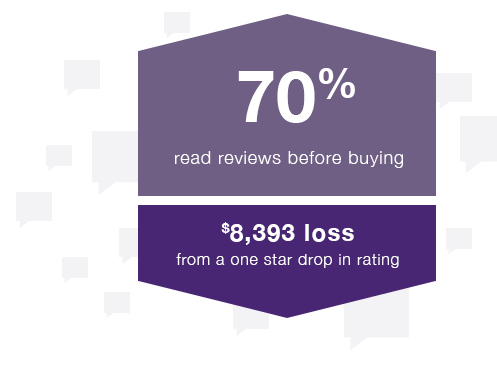 70%
read reviews before buying
$8,393 loss
from a one star drop in rating